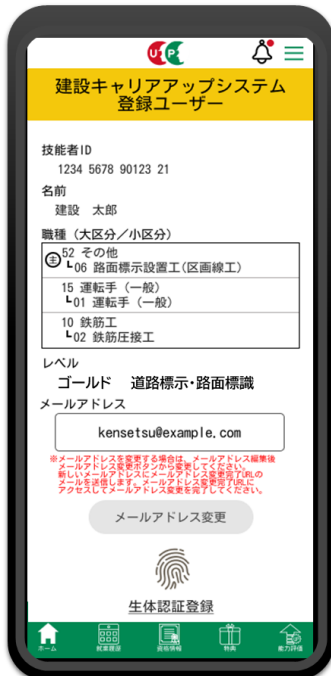 UP
建設キャリアアップシステム
登録ユーザー
技能者ID
1234 5678 90123 21
名前
建設 太郎
職種 (大区分/小区分)
主 52 その他
┗06 路面標示設置工(区画線工)
15 運転手 (一般)
┗01 運転手 (一般)
10 鉄筋工
┗02 鉄筋圧接工
レベル
ゴールド 道路標示・路面標識
メールアドレス
kensetsu@example.com
※メールアドレスを変更する場合は、メールアドレス編集後
メールアドレス変更ボタンから変更してください。
新しいメールアドレスにメールアドレス変更完了URLの
メールを送信します。メールアドレス変更完了URLに
アクセスしてメールアドレス変更を完了してください。
メールアドレス変更
生体認証登録
ホーム 就業履歴 資格情報 特典 能力評価